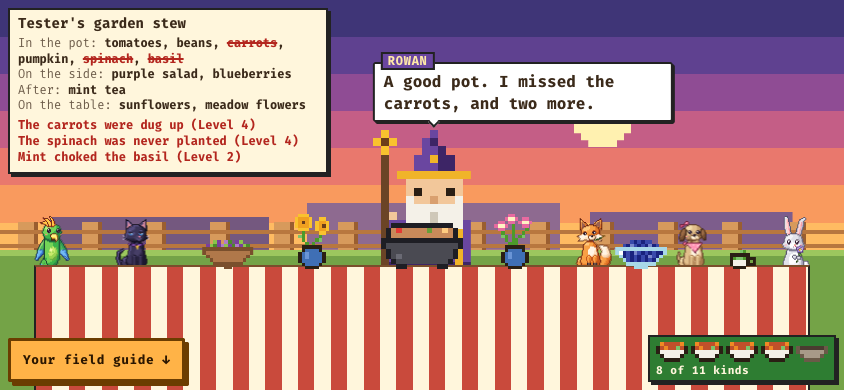 Tester's garden stew
In the pot: tomatoes, beans, carrots,
pumpkin, spinach, basil
On the side: purple salad, blueberries
After: mint tea
On the table: sunflowers, meadow flowers
The carrots were dug up (Level 4)
The spinach was never planted (Level 4)
Mint choked the basil (Level 2)
ROWAN
A good pot. I missed the
carrots, and two more.
Your field guide ↓
8 of 11 kinds